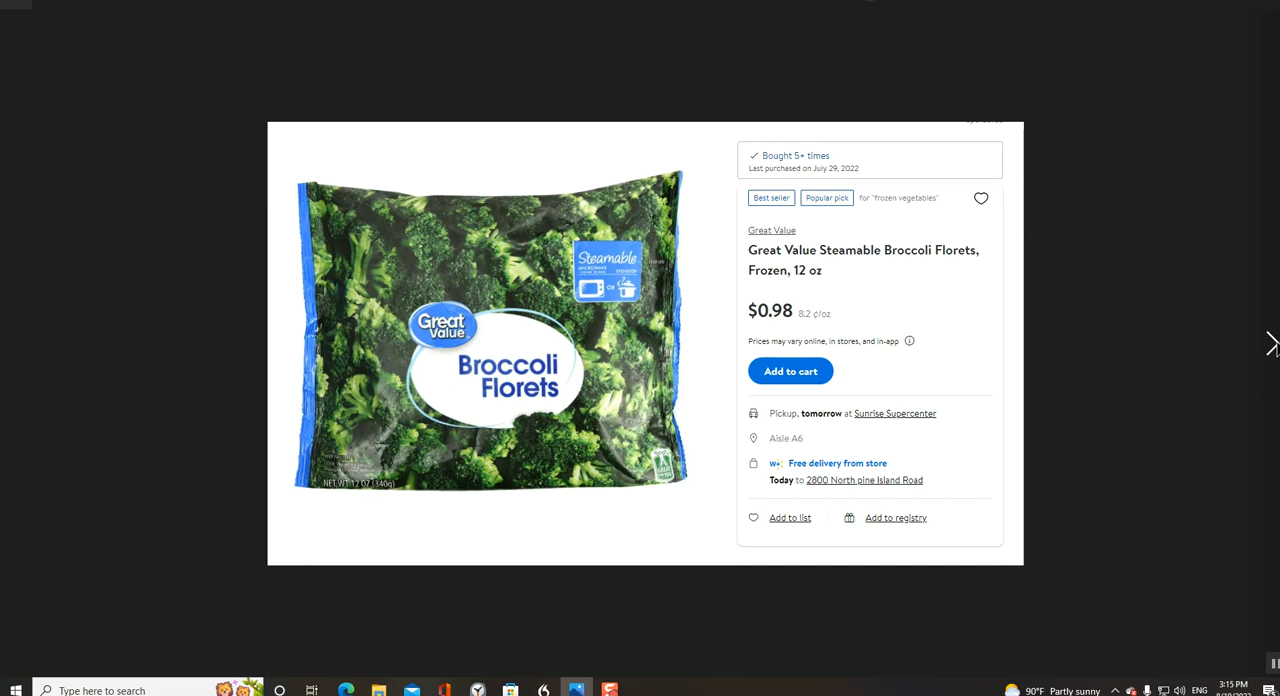 Bought 5+ times
Last purchased on July 29, 2022
Best seller
Popular pick
for "frozen vegetables"
Great Value
Great Value Steamable Broccoli Florets,
Frozen, 12 oz
$0.98 8.2 ¢/oz
Prices may vary online, in stores, and in-app
Add to cart
Pickup, tomorrow at Sunrise Supercenter
Aisle A6
Free delivery from store
Today to 2800 North pine Island Road
Add to list
Add to registry
Steamable
MICROWAVE
OR
Great
Value
Broccoli
Florets
NET WT 12 OZ (340g)
Type here to search
90°F Partly sunny
ENG
3:15 PM